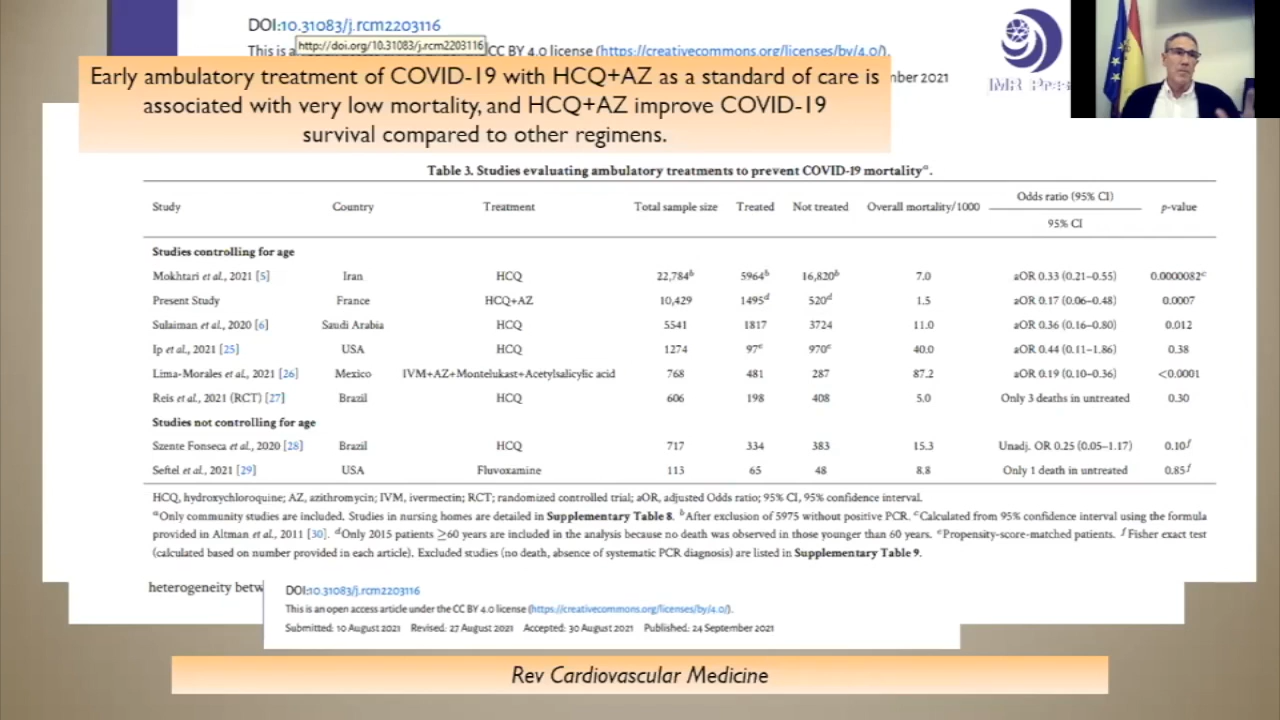 DOI:10.31083/j.rcm2203116
http://doi.org/10.31083/j.rcm2203116
This is a CC BY 4.0 license (https://creativecommons.org/licenses/by/4.0/).
Early ambulatory treatment of COVID-19 with HCQ+AZ as a standard of care is
associated with very low mortality, and HCQ+AZ improve COVID-19
survival compared to other regimens.
2021
IMR Press
Table 3. Studies evaluating ambulatory treatments to prevent COVID-19 mortalityᵃ.
Study Country Treatment Total sample size Treated Not treated Overall mortality/1000 Odds ratio (95% CI) p-value
95% CI
Studies controlling for age
Mokhtari et al., 2021 [5] Iran HCQ 22,784ᵇ 5964ᵇ 16,820ᵇ 7.0 aOR 0.33 (0.21–0.55) 0.0000082ᶜ
Present Study France HCQ+AZ 10,429 1495ᵈ 520ᵈ 1.5 aOR 0.17 (0.06–0.48) 0.0007
Sulaiman et al., 2020 [6] Saudi Arabia HCQ 5541 1817 3724 11.0 aOR 0.36 (0.16–0.80) 0.012
Ip et al., 2021 [25] USA HCQ 1274 97ᵉ 970ᵉ 40.0 aOR 0.44 (0.11–1.86) 0.38
Lima-Morales et al., 2021 [26] Mexico IVM+AZ+Montelukast+Acetylsalicylic acid 768 481 287 87.2 aOR 0.19 (0.10–0.36) <0.0001
Reis et al., 2021 (RCT) [27] Brazil HCQ 606 198 408 5.0 Only 3 deaths in untreated 0.30
Studies not controlling for age
Szente Fonseca et al., 2020 [28] Brazil HCQ 717 334 383 15.3 Unadj. OR 0.25 (0.05–1.17) 0.10ᶠ
Seftel et al., 2021 [29] USA Fluvoxamine 113 65 48 8.8 Only 1 death in untreated 0.85ᶠ
HCQ, hydroxychloroquine; AZ, azithromycin; IVM, ivermectin; RCT; randomized controlled trial; aOR, adjusted Odds ratio; 95% CI, 95% confidence interval.
ᵃOnly community studies are included. Studies in nursing homes are detailed in Supplementary Table 8. ᵇAfter exclusion of 5975 without positive PCR. ᶜCalculated from 95% confidence interval using the formula
provided in Altman et al., 2011 [30]. ᵈOnly 2015 patients ≥60 years are included in the analysis because no death was observed in those younger than 60 years. ᵉPropensity-score-matched patients. ᶠFisher exact test
(calculated based on number provided in each article). Excluded studies (no death, absence of systematic PCR diagnosis) are listed in Supplementary Table 9.
heterogeneity
DOI:10.31083/j.rcm2203116
This is an open access article under the CC BY 4.0 license (https://creativecommons.org/licenses/by/4.0/).
Submitted: 10 August 2021 Revised: 27 August 2021 Accepted: 30 August 2021 Published: 24 September 2021
Rev Cardiovascular Medicine